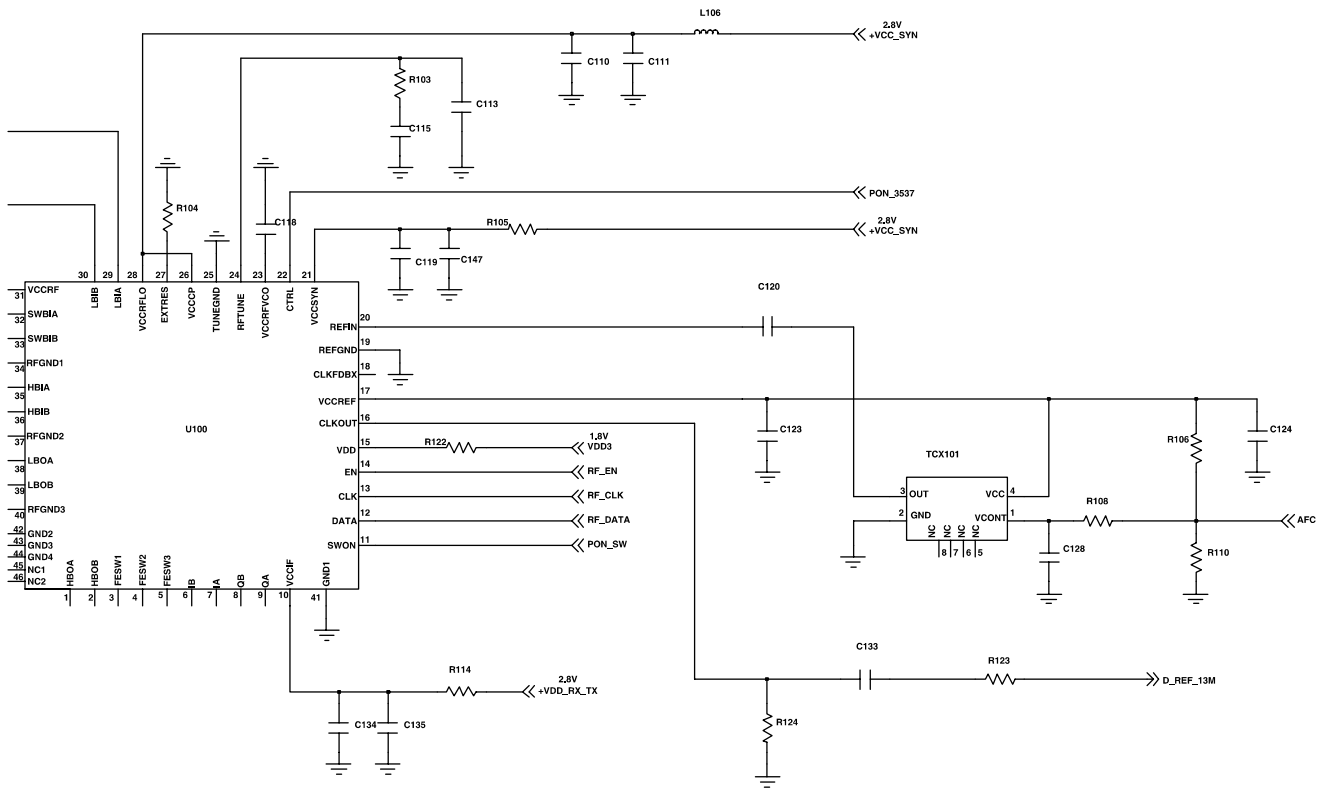 L106
2.8V
+VCC_SYN
C110
C111
R103
C113
C115
R104
C118
PON_3537
2.8V
+VCC_SYN
R105
C119
C147
30
29
28
27
26
25
24
23
22
21
LBIB
LBIA
VCCRFLO
EXTRES
VCCCP
TUNEGND
RFTUNE
VCCRFVCO
CTRL
VCCSYN
31 VCCRF
32 SWBIA
33 SWBIB
34 RFGND1
35 HBIA
36 HBIB
37 RFGND2
38 LBOA
39 LBOB
40 RFGND3
42 GND2
43 GND3
44 GND4
45 NC1
46 NC2
U100
REFIN 20
REFGND 19
CLKFDBX 18
VCCREF 17
CLKOUT 16
VDD 15
EN 14
CLK 13
DATA 12
SWON 11
HBOA
HBOB
FESW1
FESW2
FESW3
IB
IA
QB
QA
VCCIF
GND1
1
2
3
4
5
6
7
8
9
10
41
C120
C123
R122
1.8V
VDD3
RF_EN
RF_CLK
RF_DATA
PON_SW
TCX101
3 OUT
2 GND
VCC 4
VCONT 1
NC
NC
NC
NC
8
7
6
5
R106
C124
R108
C128
R110
AFC
R114
2.8V
+VDD_RX_TX
C134
C135
C133
R123
D_REF_13M
R124